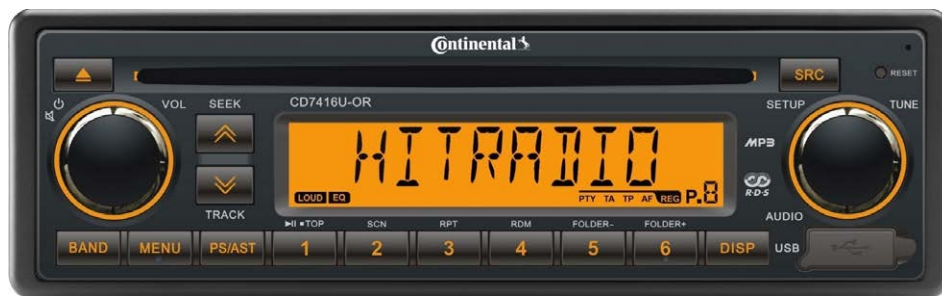 Continental
SRC
RESET
VOL SEEK CD7416U-OR SETUP TUNE
HITRADIO
MP3
LOUD EQ PTY TA TP AF REG P.8
R·D·S
TRACK AUDIO
▶II ■TOP SCN RPT RDM FOLDER- FOLDER+
BAND MENU PS/AST 1 2 3 4 5 6 DISP USB